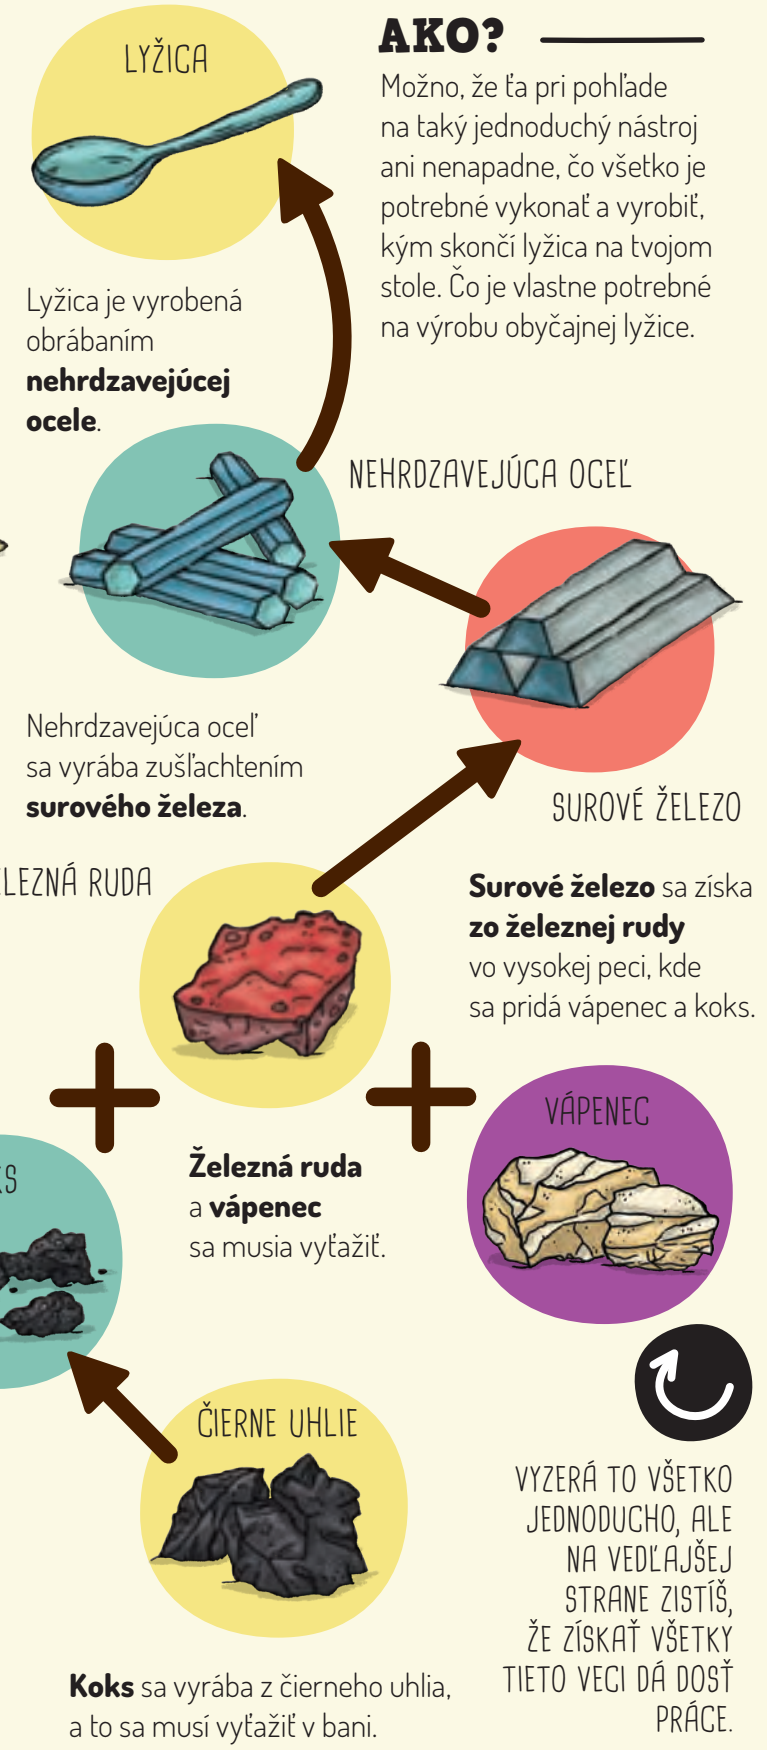 LYŽICA
AKO?
Možno, že ťa pri pohľade
na taký jednoduchý nástroj
ani nenapadne, čo všetko je
potrebné vykonať a vyrobiť,
kým skončí lyžica na tvojom
stole. Čo je vlastne potrebné
na výrobu obyčajnej lyžice.
Lyžica je vyrobená
obrábaním
nehrdzavejúcej
ocele.
NEHRDZAVEJÚCA OCEĽ
Nehrdzavejúca oceľ
sa vyrába zušľachtením
surového železa.
SUROVÉ ŽELEZO
Surové železo sa získa
zo železnej rudy
vo vysokej peci, kde
sa pridá vápenec a koks.
RUDA
VÁPENEC
Železná ruda
a vápenec
sa musia vyťažiť.
ČIERNE UHLIE
Koks sa vyrába z čierneho uhlia,
a to sa musí vyťažiť v bani.
VYZERÁ TO VŠETKO
JEDNODUCHO, ALE
NA VEDĽAJŠEJ
STRANE ZISTÍŠ,
ŽE ZÍSKAŤ VŠETKY
TIETO VECI DÁ DOSŤ
PRÁCE.